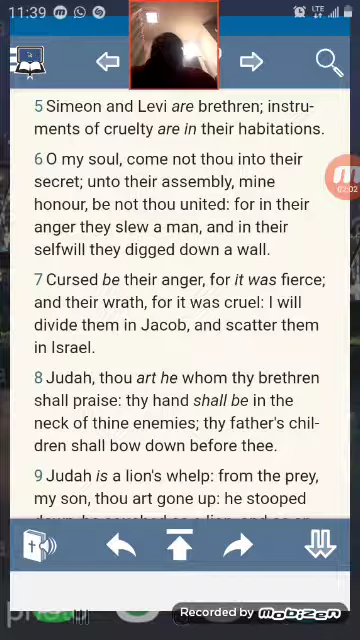 11:39
LTE
5 Simeon and Levi are brethren; instru-
ments of cruelty are in their habitations.
6 O my soul, come not thou into their
secret; unto their assembly, mine
honour, be not thou united: for in their
anger they slew a man, and in their
selfwill they digged down a wall.
7 Cursed be their anger, for it was fierce;
and their wrath, for it was cruel: I will
divide them in Jacob, and scatter them
in Israel.
8 Judah, thou art he whom thy brethren
shall praise: thy hand shall be in the
neck of thine enemies; thy father's chil-
dren shall bow down before thee.
9 Judah is a lion's whelp: from the prey,
my son, thou art gone up: he stooped
02:02
Recorded by mobizen